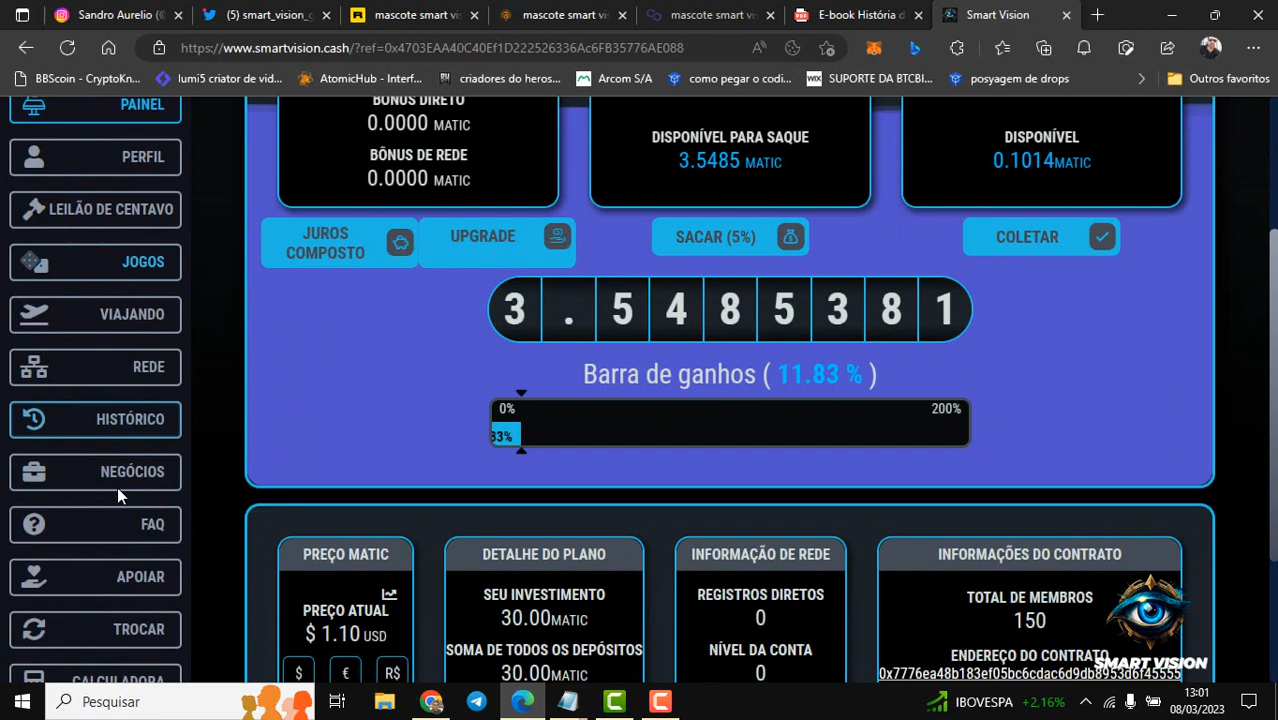 Sandro Aurelio (
(5) smart_vision_g
mascote smart vi
mascote smart vi
mascote smart vi
E-book História d
Smart Vision
https://www.smartvision.cash/?ref=0x4703EAA40C40Ef1D222526336Ac6FB35776AE088
BBScoin - CryptoKn...
lumi5 criator de vid...
AtomicHub - Interf...
criadores do heros...
Arcom S/A
como pegar o codi...
SUPORTE DA BTCBI...
posyagem de drops
Outros favoritos
PAINEL
PERFIL
LEILÃO DE CENTAVO
JOGOS
VIAJANDO
REDE
HISTÓRICO
NEGÓCIOS
FAQ
APOIAR
TROCAR
CALCULADORA
BÔNUS DIRETO
0.0000 MATIC
BÔNUS DE REDE
0.0000 MATIC
DISPONÍVEL PARA SAQUE
3.5485 MATIC
DISPONÍVEL
0.1014MATIC
JUROS
COMPOSTO
UPGRADE
SACAR (5%)
COLETAR
3.5485381
Barra de ganhos ( 11.83 % )
0%
200%
33%
PREÇO MATIC
PREÇO ATUAL
$ 1.10 USD
$
€
R$
DETALHE DO PLANO
SEU INVESTIMENTO
30.00MATIC
SOMA DE TODOS OS DEPÓSITOS
30.00MATIC
INFORMAÇÃO DE REDE
REGISTROS DIRETOS
0
NÍVEL DA CONTA
0
INFORMAÇÕES DO CONTRATO
TOTAL DE MEMBROS
150
ENDEREÇO DO CONTRATO
0x7776ea48b183ef05bc6cdac6d9db8953d6f45555
SMART VISION
Pesquisar
IBOVESPA
+2,16%
13:01
08/03/2023